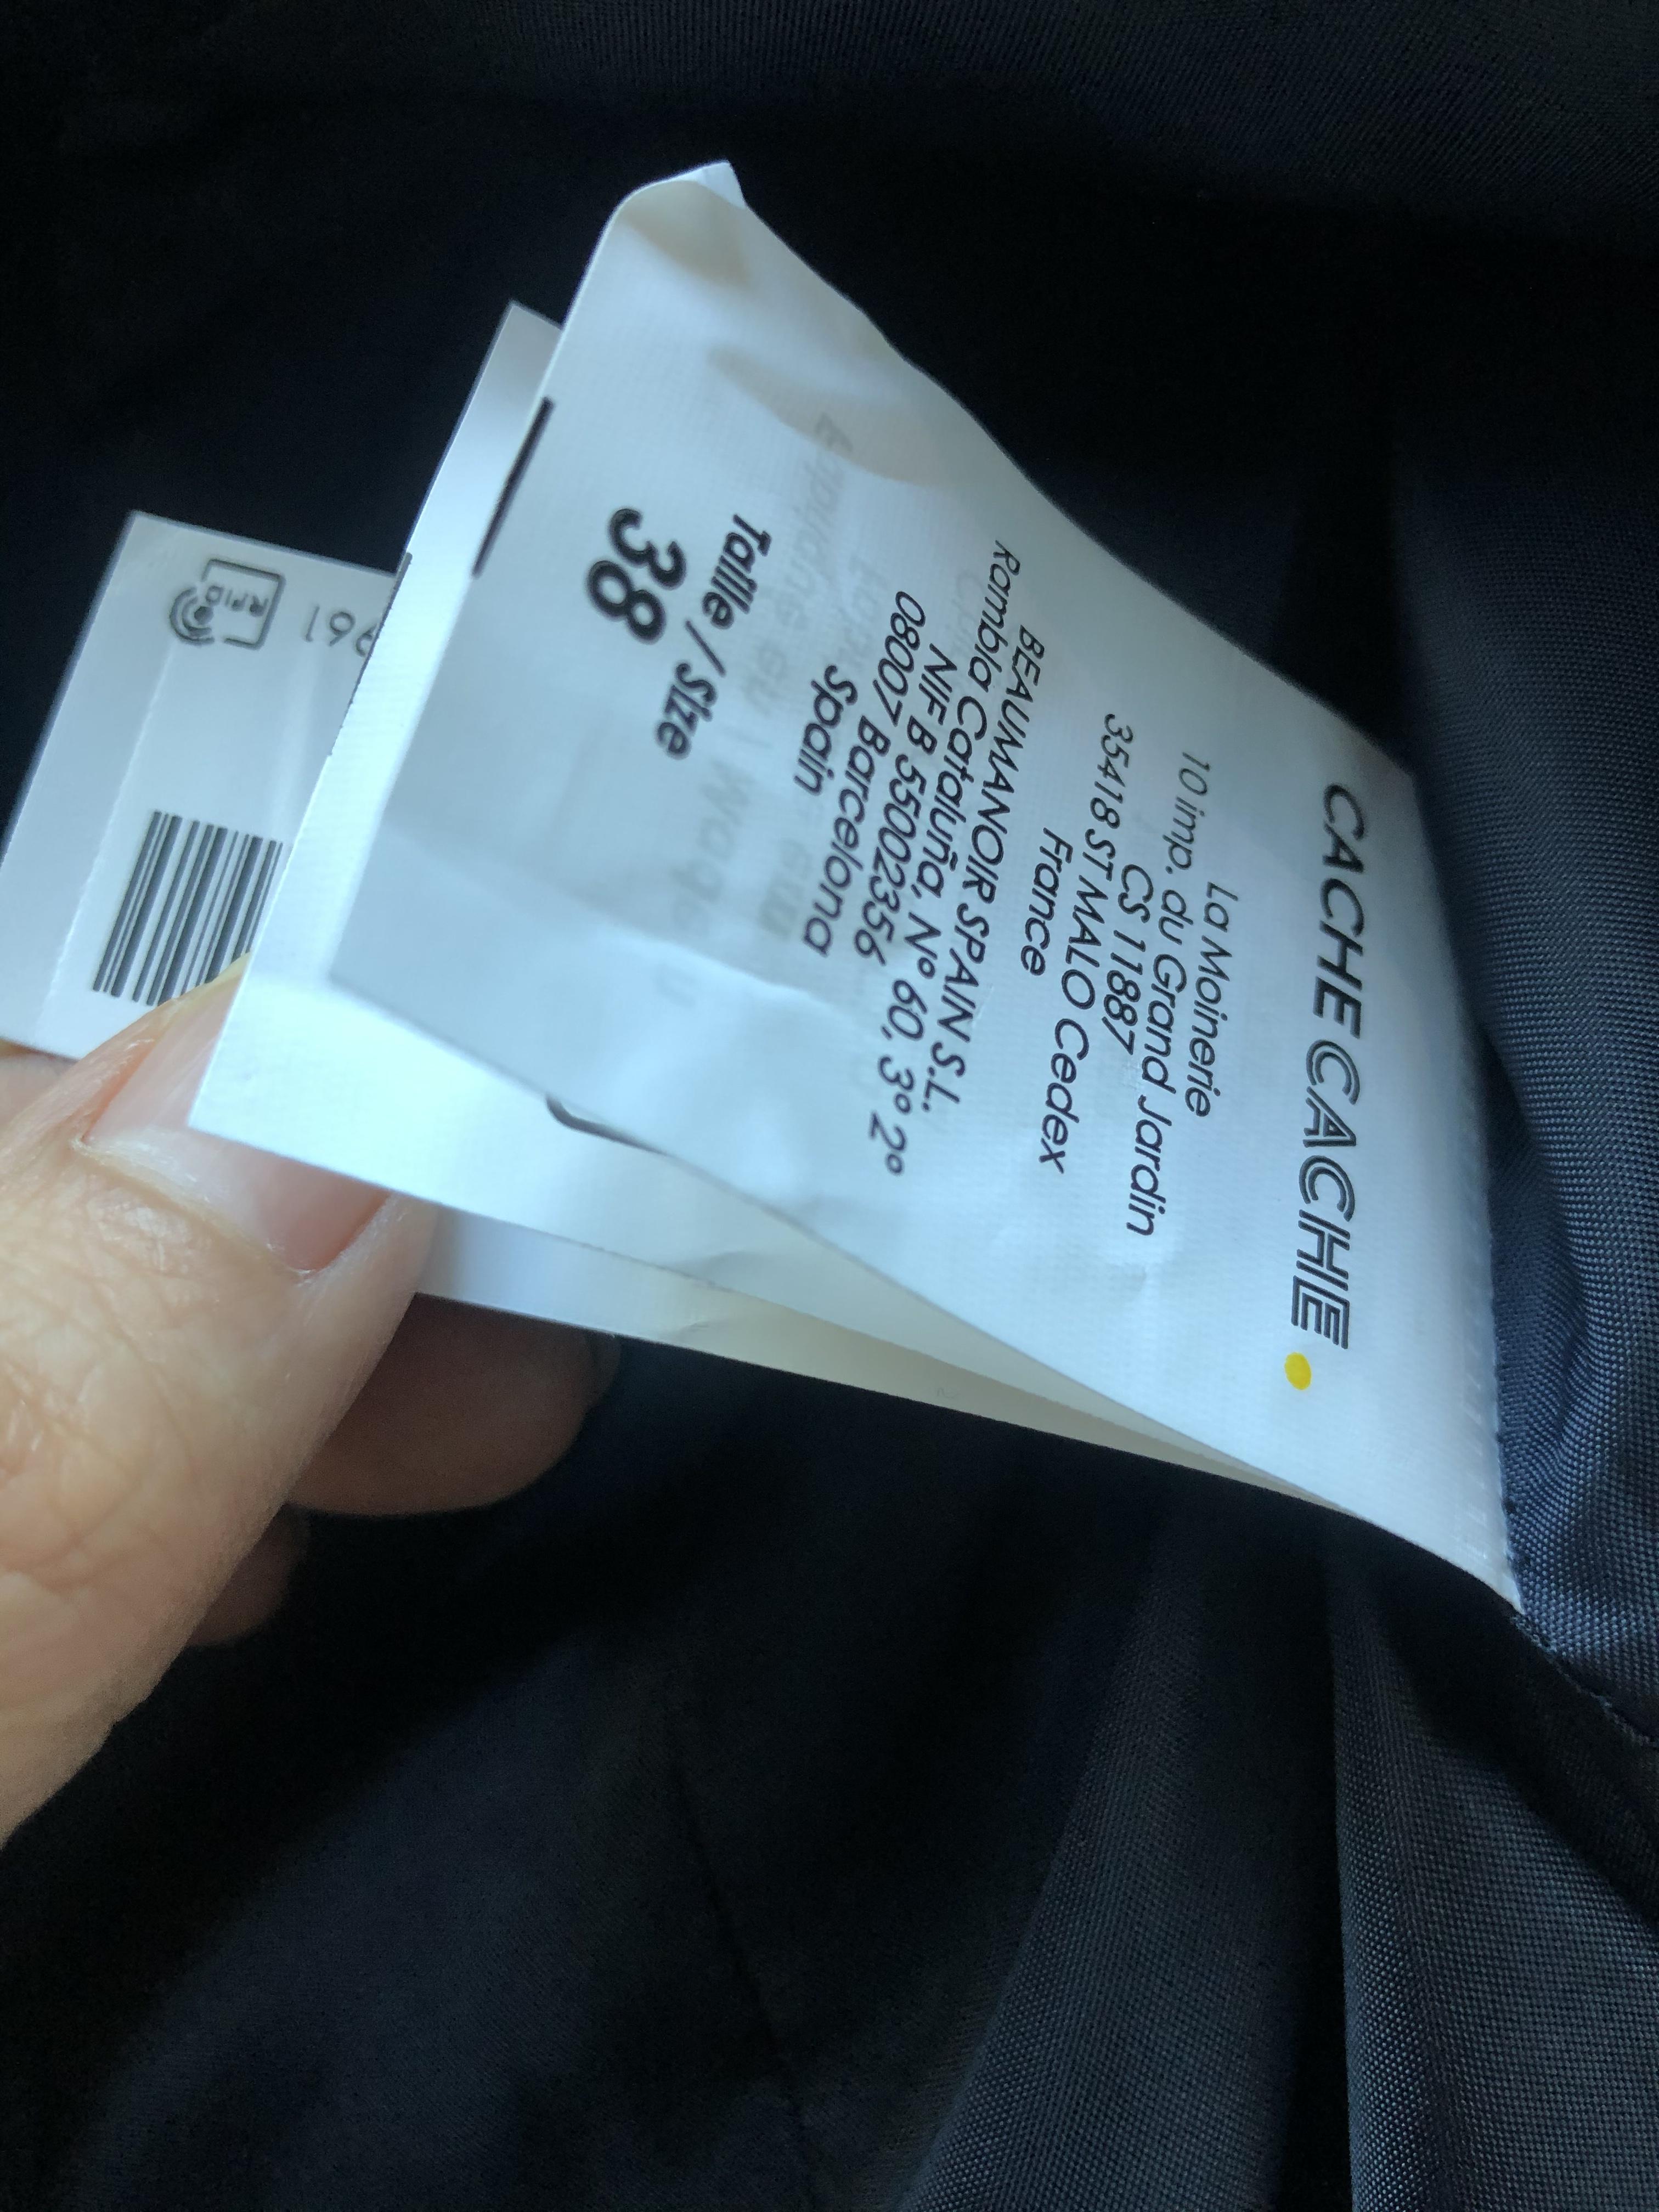 CACHE CACHE
La Moinerie
10 imp. du Grand Jardin
CS 11887
35418 ST MALO Cedex
France
BEAUMANOIR SPAIN S.L.
Rambla Cataluña, Nº 60, 3º 2º
NIF B 55002356
08007 Barcelona
Spain
Taille / Size
38
RFID